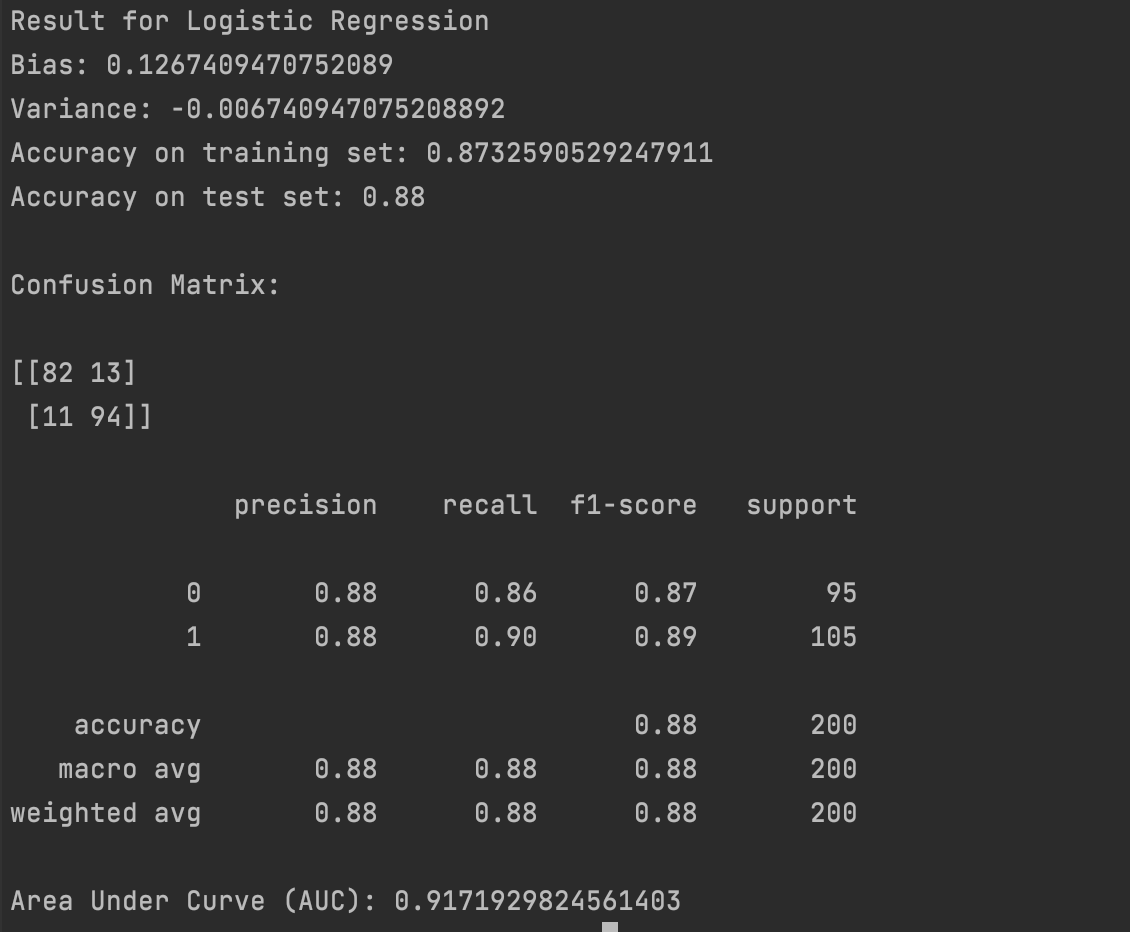 Result for Logistic Regression
Bias: 0.1267409470752089
Variance: -0.006740947075208892
Accuracy on training set: 0.8732590529247911
Accuracy on test set: 0.88
Confusion Matrix:
[[82 13]
 [11 94]]
precision recall f1-score support
0 0.88 0.86 0.87 95
1 0.88 0.90 0.89 105
accuracy 0.88 200
macro avg 0.88 0.88 0.88 200
weighted avg 0.88 0.88 0.88 200
Area Under Curve (AUC): 0.9171929824561403